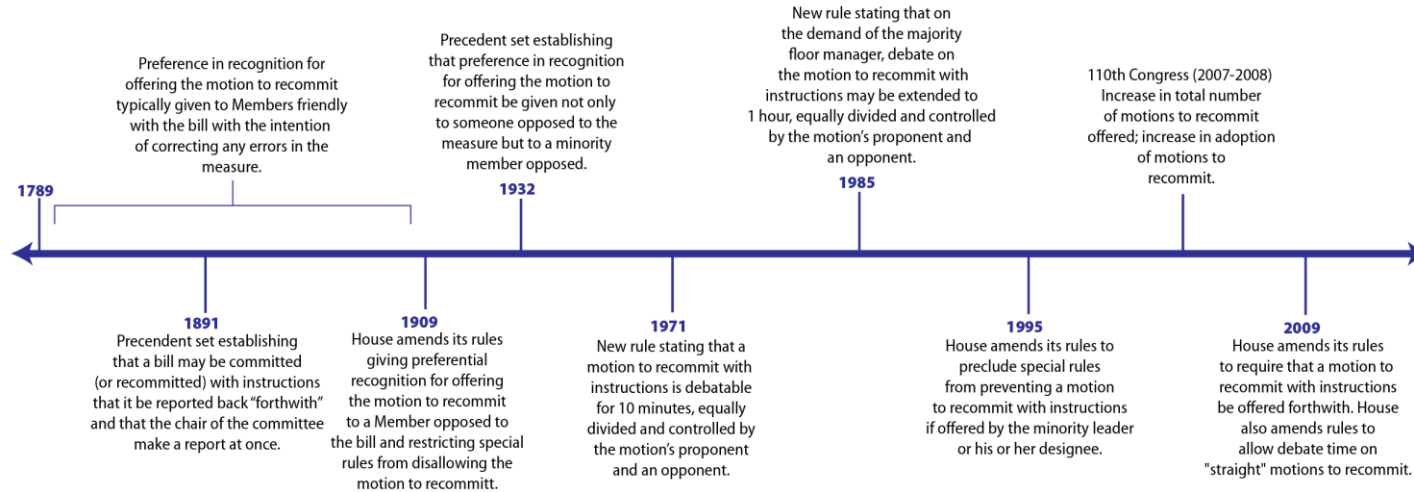 1789
Preference in recognition for
offering the motion to recommit
typically given to Members friendly
with the bill with the intention
of correcting any errors in the
measure.
1891
Precendent set establishing
that a bill may be committed
(or recommitted) with instructions
that it be reported back “forthwith”
and that the chair of the committee
make a report at once.
1909
House amends its rules
giving preferential
recognition for offering
the motion to recommit
to a Member opposed to
the bill and restricting special
rules from disallowing the
motion to recommitt.
Precedent set establishing
that preference in recognition
for offering the motion to
recommit be given not only
to someone opposed to the
measure but to a minority
member opposed.
1932
1971
New rule stating that a
motion to recommit with
instructions is debatable
for 10 minutes, equally
divided and controlled by
the motion’s proponent
and an opponent.
New rule stating that on
the demand of the majority
floor manager, debate on
the motion to recommit with
instructions may be extended to
1 hour, equally divided and controlled
by the motion’s proponent and
an opponent.
1985
1995
House amends its rules to
preclude special rules
from preventing a motion
to recommit with instructions
if offered by the minority leader
or his or her designee.
110th Congress (2007-2008)
Increase in total number
of motions to recommit
offered; increase in adoption
of motions to
recommit.
2009
House amends its rules
to require that a motion to
recommit with instructions
be offered forthwith. House
also amends rules to
allow debate time on
"straight" motions to recommit.